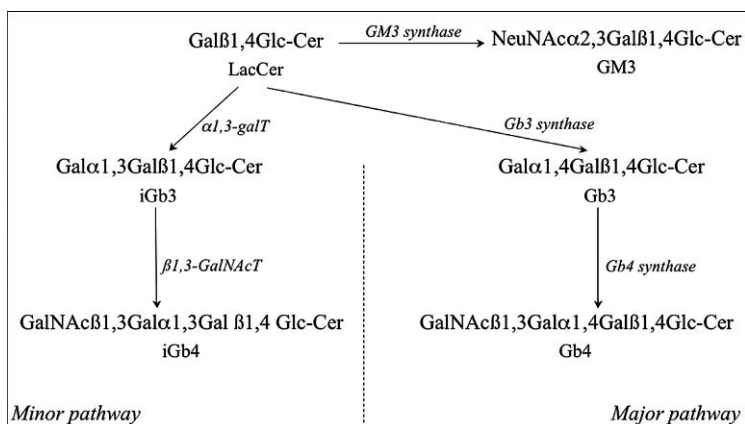 Galß1,4Glc-Cer
GM3 synthase
NeuNAcα2,3Galß1,4Glc-Cer
LacCer
GM3
α1,3-galT
Gb3 synthase
Galα1,3Galß1,4Glc-Cer
Galα1,4Galß1,4Glc-Cer
iGb3
Gb3
ß1,3-GalNAcT
Gb4 synthase
GalNAcß1,3Galα1,3Gal ß1,4 Glc-Cer
GalNAcß1,3Galα1,4Galß1,4Glc-Cer
iGb4
Gb4
Minor pathway
Major pathway